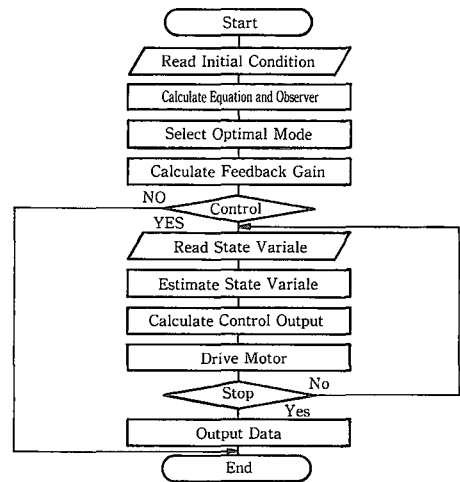 Start
Read Initial Condition
Calculate Equation and Observer
Select Optimal Mode
Calculate Feedback Gain
NO
Control
YES
Read State Variale
Estimate State Variale
Calculate Control Output
Drive Motor
No
Stop
Yes
Output Data
End